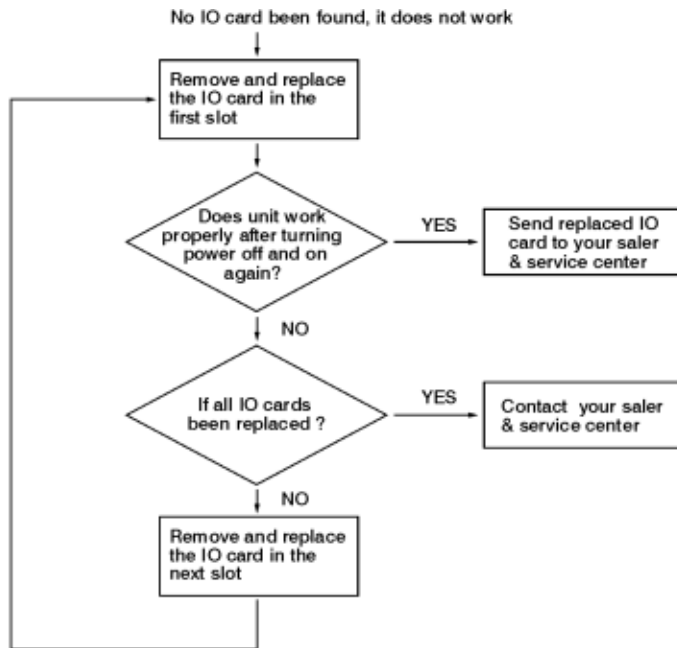 No IO card been found, it does not work
Remove and replace
the IO card in the
first slot
Does unit work
properly after turning
power off and on
again?
YES
Send replaced IO
card to your saler
& service center
NO
If all IO cards
been replaced ?
YES
Contact your saler
& service center
NO
Remove and replace
the IO card in the
next slot